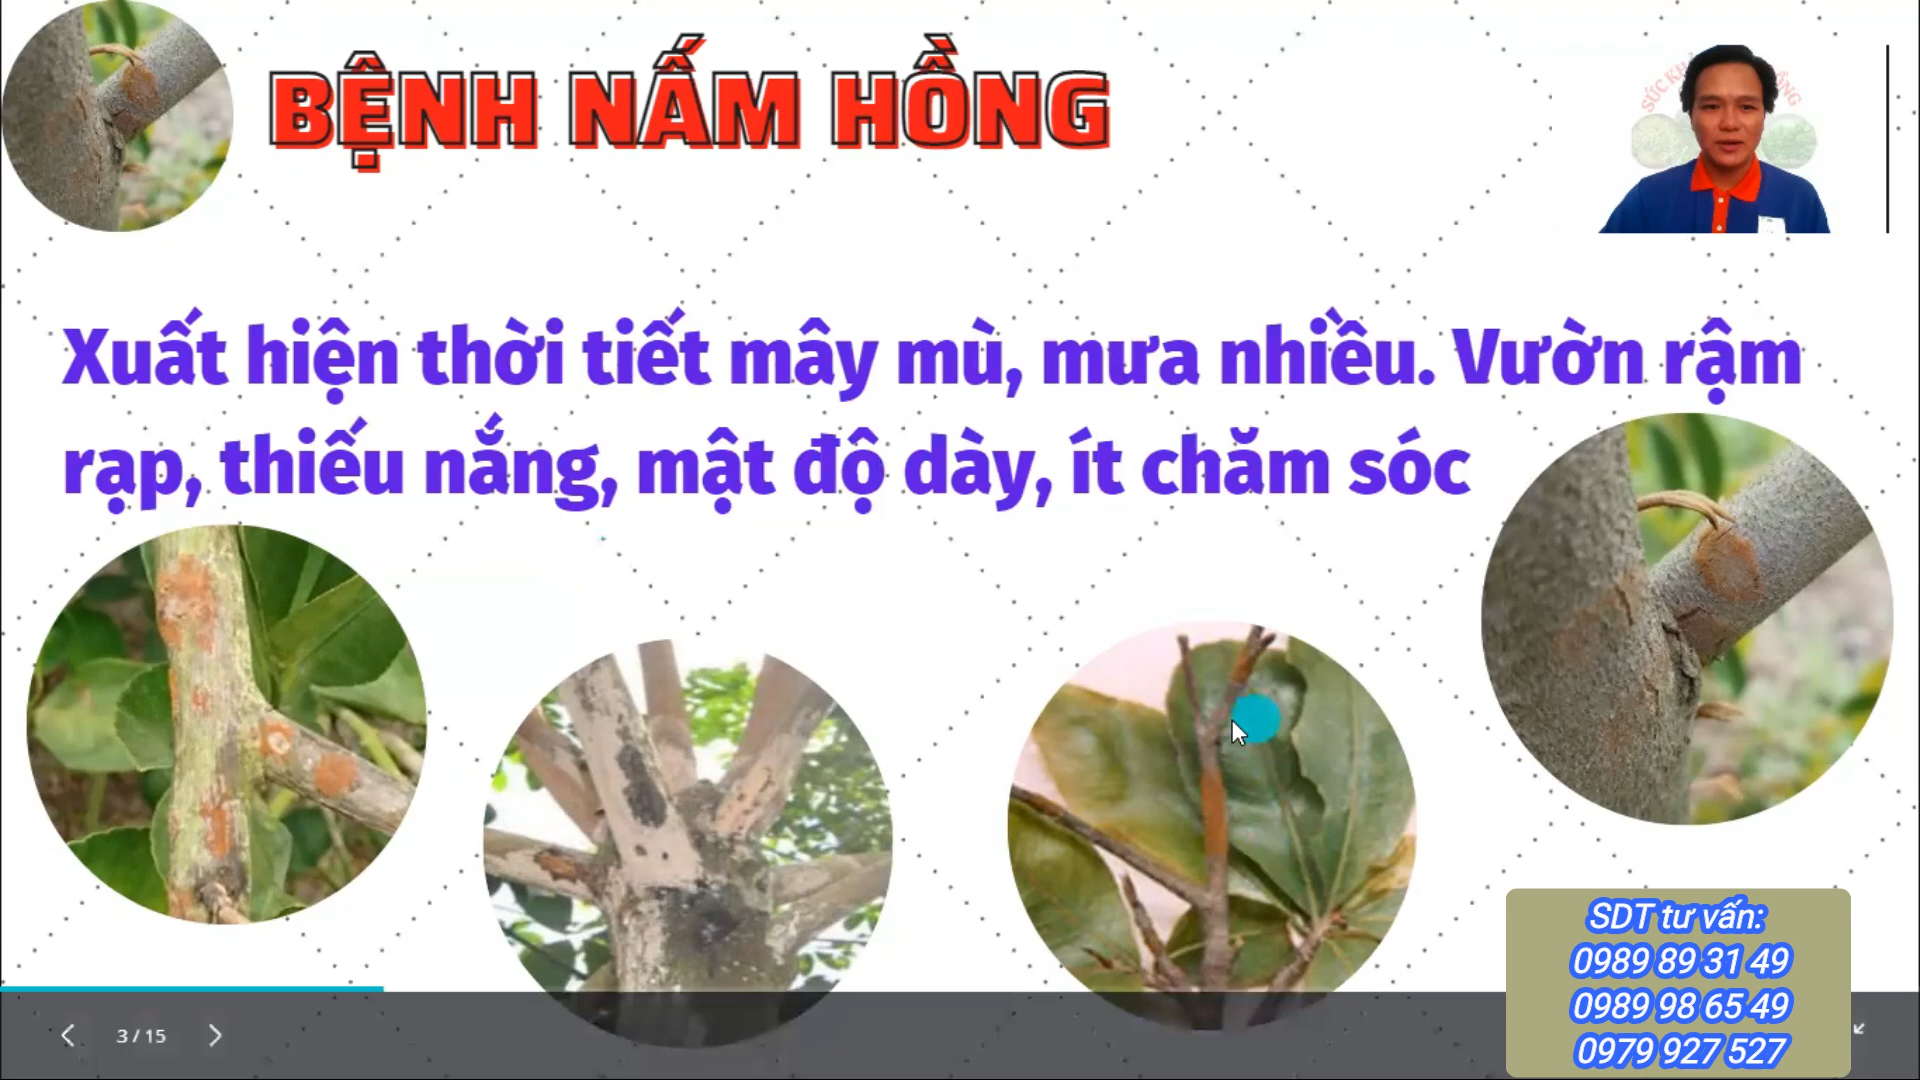 BỆNH NẤM HỒNG
Xuất hiện thời tiết mây mù, mưa nhiều. Vườn rậm
rạp, thiếu nắng, mật độ dày, ít chăm sóc
3 / 15
SDT tư vấn:
0989 89 31 49
0989 98 65 49
0979 927 527